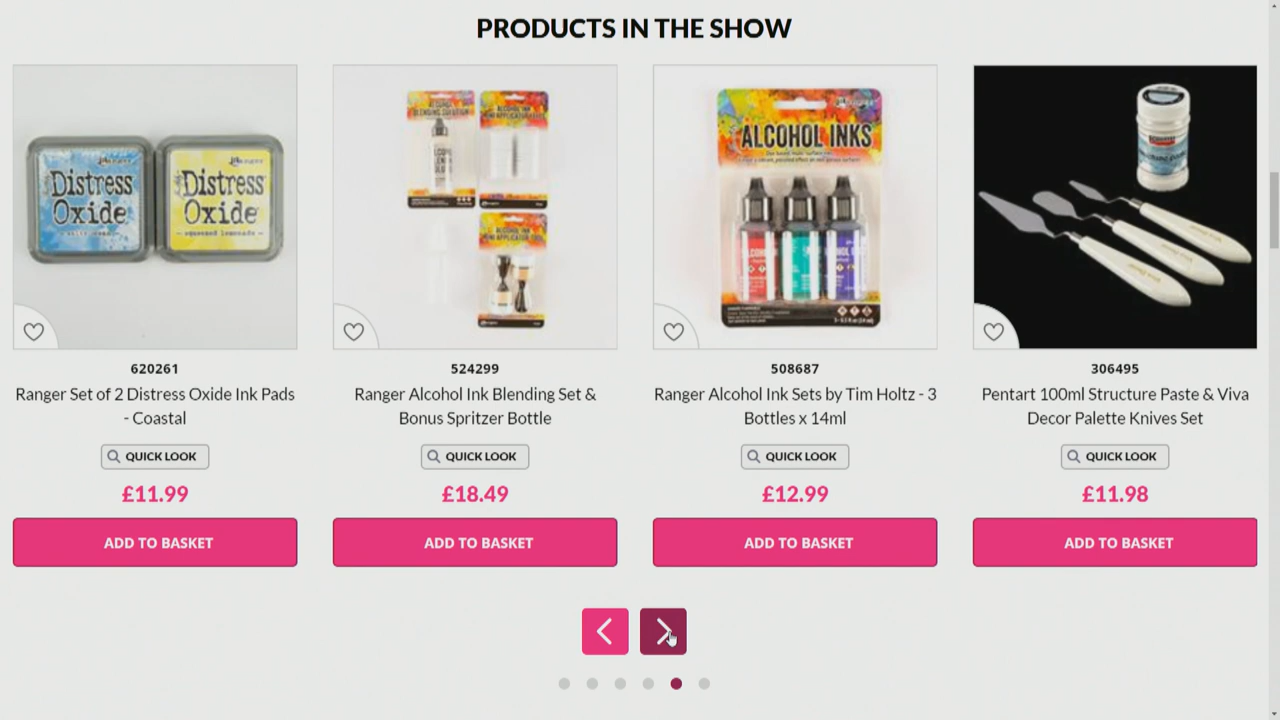 PRODUCTS IN THE SHOW
Distress
Oxide
Distress
Oxide
ALCOHOL INKS
620261
Ranger Set of 2 Distress Oxide Ink Pads
- Coastal
QUICK LOOK
£11.99
ADD TO BASKET
524299
Ranger Alcohol Ink Blending Set &
Bonus Spritzer Bottle
QUICK LOOK
£18.49
ADD TO BASKET
508687
Ranger Alcohol Ink Sets by Tim Holtz - 3
Bottles x 14ml
QUICK LOOK
£12.99
ADD TO BASKET
306495
Pentart 100ml Structure Paste & Viva
Decor Palette Knives Set
QUICK LOOK
£11.98
ADD TO BASKET